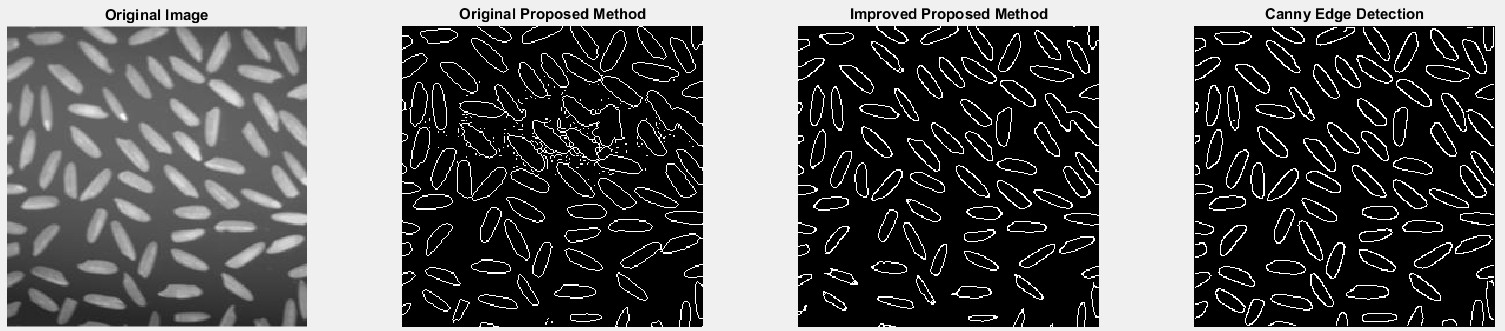 Original Image
Original Proposed Method
Improved Proposed Method
Canny Edge Detection